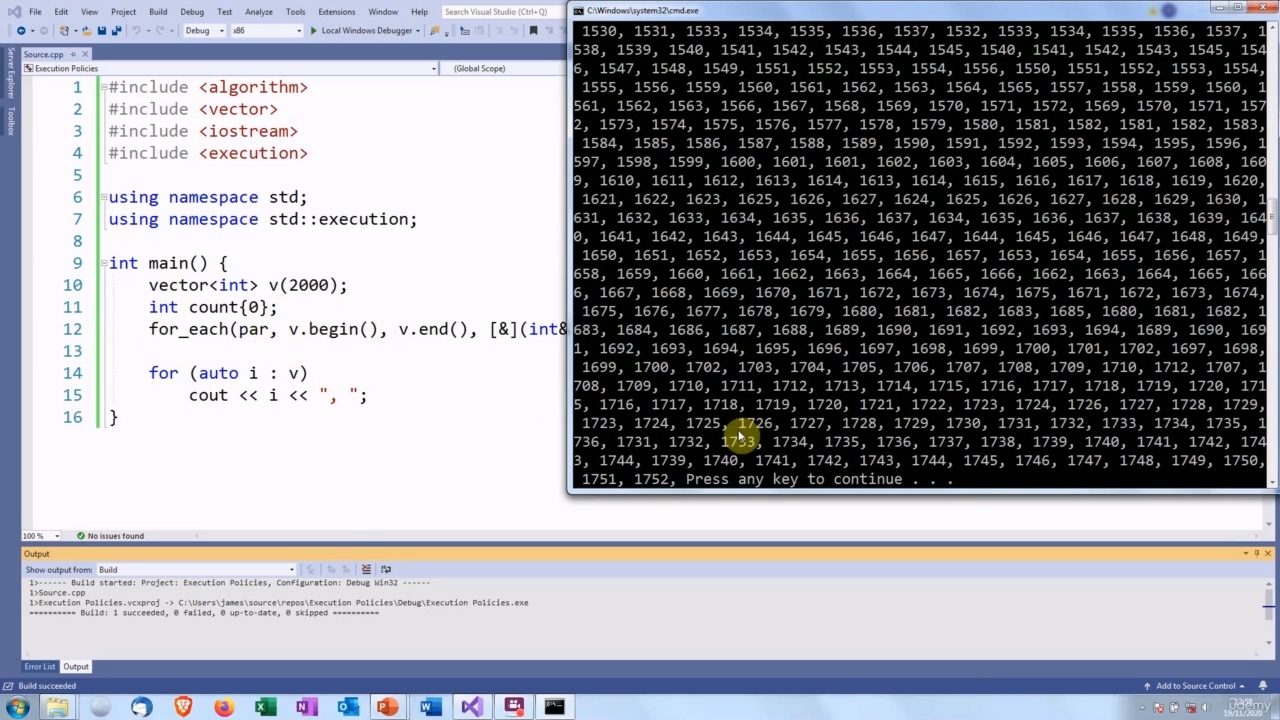 File Edit View Project Build Debug Test Analyze Tools Extensions Window Help Search Visual Studio (Ctrl+Q)
Debug x86 Local Windows Debugger
Server Explorer
Toolbox
Source.cpp
Execution Policies (Global Scope)
1 #include <algorithm>
2 #include <vector>
3 #include <iostream>
4 #include <execution>
5
6 using namespace std;
7 using namespace std::execution;
8
9 int main() {
10 vector<int> v(2000);
11 int count{0};
12 for_each(par, v.begin(), v.end(), [&](int&
13
14 for (auto i : v)
15 cout << i << ", ";
16 }
C:\Windows\system32\cmd.exe
1530, 1531, 1533, 1534, 1535, 1536, 1537, 1532, 1533, 1534, 1535, 1536, 1537, 1
538, 1539, 1540, 1541, 1542, 1543, 1544, 1545, 1540, 1541, 1542, 1543, 1545, 154
6, 1547, 1548, 1549, 1551, 1552, 1553, 1554, 1556, 1550, 1551, 1552, 1553, 1554,
1555, 1556, 1559, 1560, 1561, 1562, 1563, 1564, 1565, 1557, 1558, 1559, 1560, 1
561, 1562, 1563, 1566, 1567, 1568, 1569, 1570, 1571, 1572, 1569, 1570, 1571, 157
2, 1573, 1574, 1575, 1576, 1577, 1578, 1579, 1580, 1581, 1582, 1581, 1582, 1583,
1584, 1585, 1586, 1587, 1588, 1589, 1590, 1591, 1592, 1593, 1594, 1595, 1596, 1
597, 1598, 1599, 1600, 1601, 1601, 1602, 1603, 1604, 1605, 1606, 1607, 1608, 160
9, 1610, 1611, 1612, 1613, 1614, 1613, 1614, 1615, 1616, 1617, 1618, 1619, 1620,
1621, 1622, 1623, 1625, 1626, 1627, 1624, 1625, 1626, 1627, 1628, 1629, 1630, 1
631, 1632, 1633, 1634, 1635, 1636, 1637, 1634, 1635, 1636, 1637, 1638, 1639, 164
0, 1641, 1642, 1643, 1644, 1645, 1646, 1647, 1644, 1645, 1646, 1647, 1648, 1649,
1650, 1651, 1652, 1653, 1654, 1655, 1656, 1657, 1653, 1654, 1655, 1656, 1657, 1
658, 1659, 1660, 1661, 1662, 1663, 1664, 1665, 1666, 1662, 1663, 1664, 1665, 166
6, 1667, 1668, 1669, 1670, 1671, 1672, 1673, 1674, 1675, 1671, 1672, 1673, 1674,
1675, 1676, 1677, 1678, 1679, 1680, 1681, 1682, 1683, 1685, 1680, 1681, 1682, 1
683, 1684, 1685, 1686, 1687, 1688, 1689, 1690, 1691, 1692, 1693, 1694, 1689, 1690, 1691
1, 1692, 1693, 1694, 1695, 1696, 1697, 1698, 1699, 1700, 1701, 1702, 1697, 1698,
1699, 1700, 1702, 1703, 1704, 1705, 1706, 1707, 1708, 1709, 1710, 1712, 1707, 1
708, 1709, 1710, 1711, 1712, 1713, 1714, 1715, 1716, 1717, 1718, 1719, 1720, 171
5, 1716, 1717, 1718, 1719, 1720, 1721, 1722, 1723, 1724, 1726, 1727, 1728, 1722,
1723, 1724, 1725, 1726, 1727, 1728, 1729, 1730, 1731, 1732, 1733, 1734, 1735, 1
736, 1731, 1732, 1733, 1734, 1735, 1736, 1737, 1738, 1739, 1740, 1741, 1742, 174
3, 1744, 1739, 1740, 1741, 1742, 1743, 1744, 1745, 1746, 1747, 1748, 1749, 1750,
1751, 1752, Press any key to continue . . .
100 % No issues found
Output
Show output from: Build
1>------ Build started: Project: Execution Policies, Configuration: Debug Win32 ------
1>Source.cpp
1>Execution Policies.vcxproj -> C:\Users\james\source\repos\Execution Policies\Debug\Execution Policies.exe
========== Build: 1 succeeded, 0 failed, 0 up-to-date, 0 skipped ==========
Error List Output
Build succeeded Add to Source Control
19/11/2020
Udemy